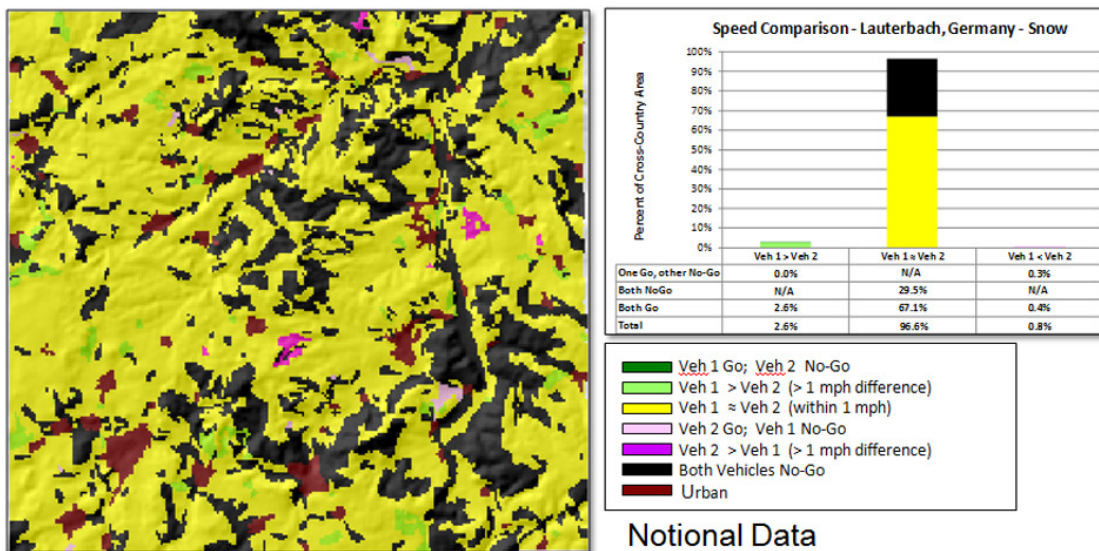 Speed Comparison - Lauterbach, Germany - Snow
Percent of Cross-Country Area
100%
90%
80%
70%
60%
50%
40%
30%
20%
10%
0%
Veh 1 > Veh 2 Veh 1 ≈ Veh 2 Veh 1 < Veh 2
One Go, other No-Go 0.0% N/A 0.3%
Both NoGo N/A 29.5% N/A
Both Go 2.6% 67.1% 0.4%
Total 2.6% 96.6% 0.8%
Veh 1 Go; Veh 2 No-Go
Veh 1 > Veh 2 (> 1 mph difference)
Veh 1 ≈ Veh 2 (within 1 mph)
Veh 2 Go; Veh 1 No-Go
Veh 2 > Veh 1 (> 1 mph difference)
Both Vehicles No-Go
Urban
Notional Data